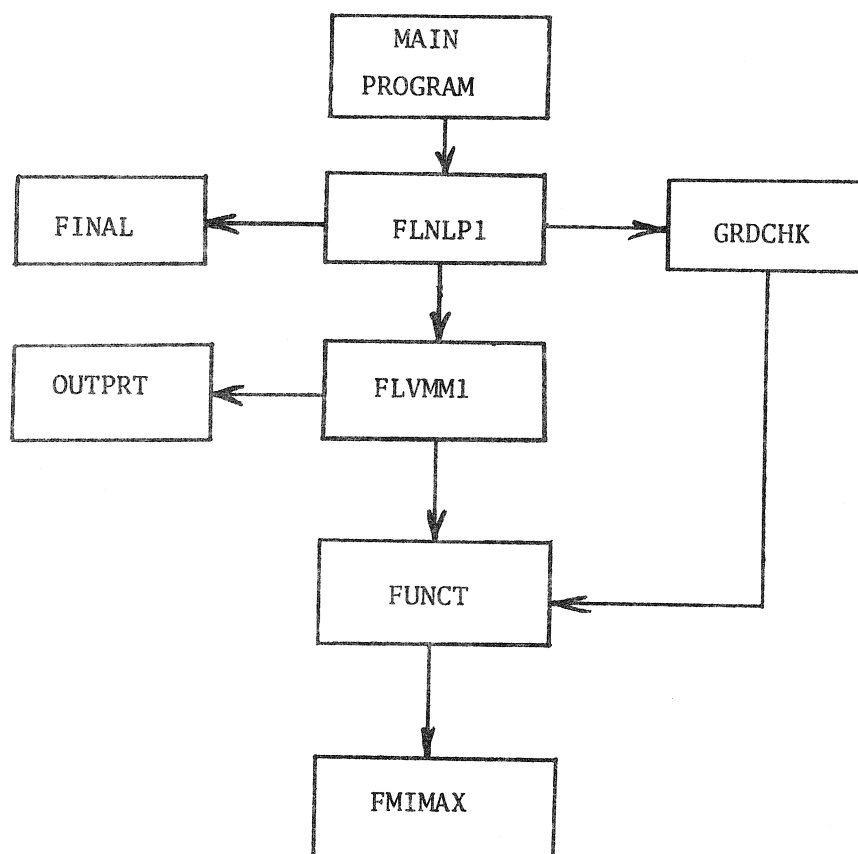 MAIN
PROGRAM
FINAL
FLNLP1
GRDCHK
OUTPRT
FLVMM1
FUNCT
FMIMAX